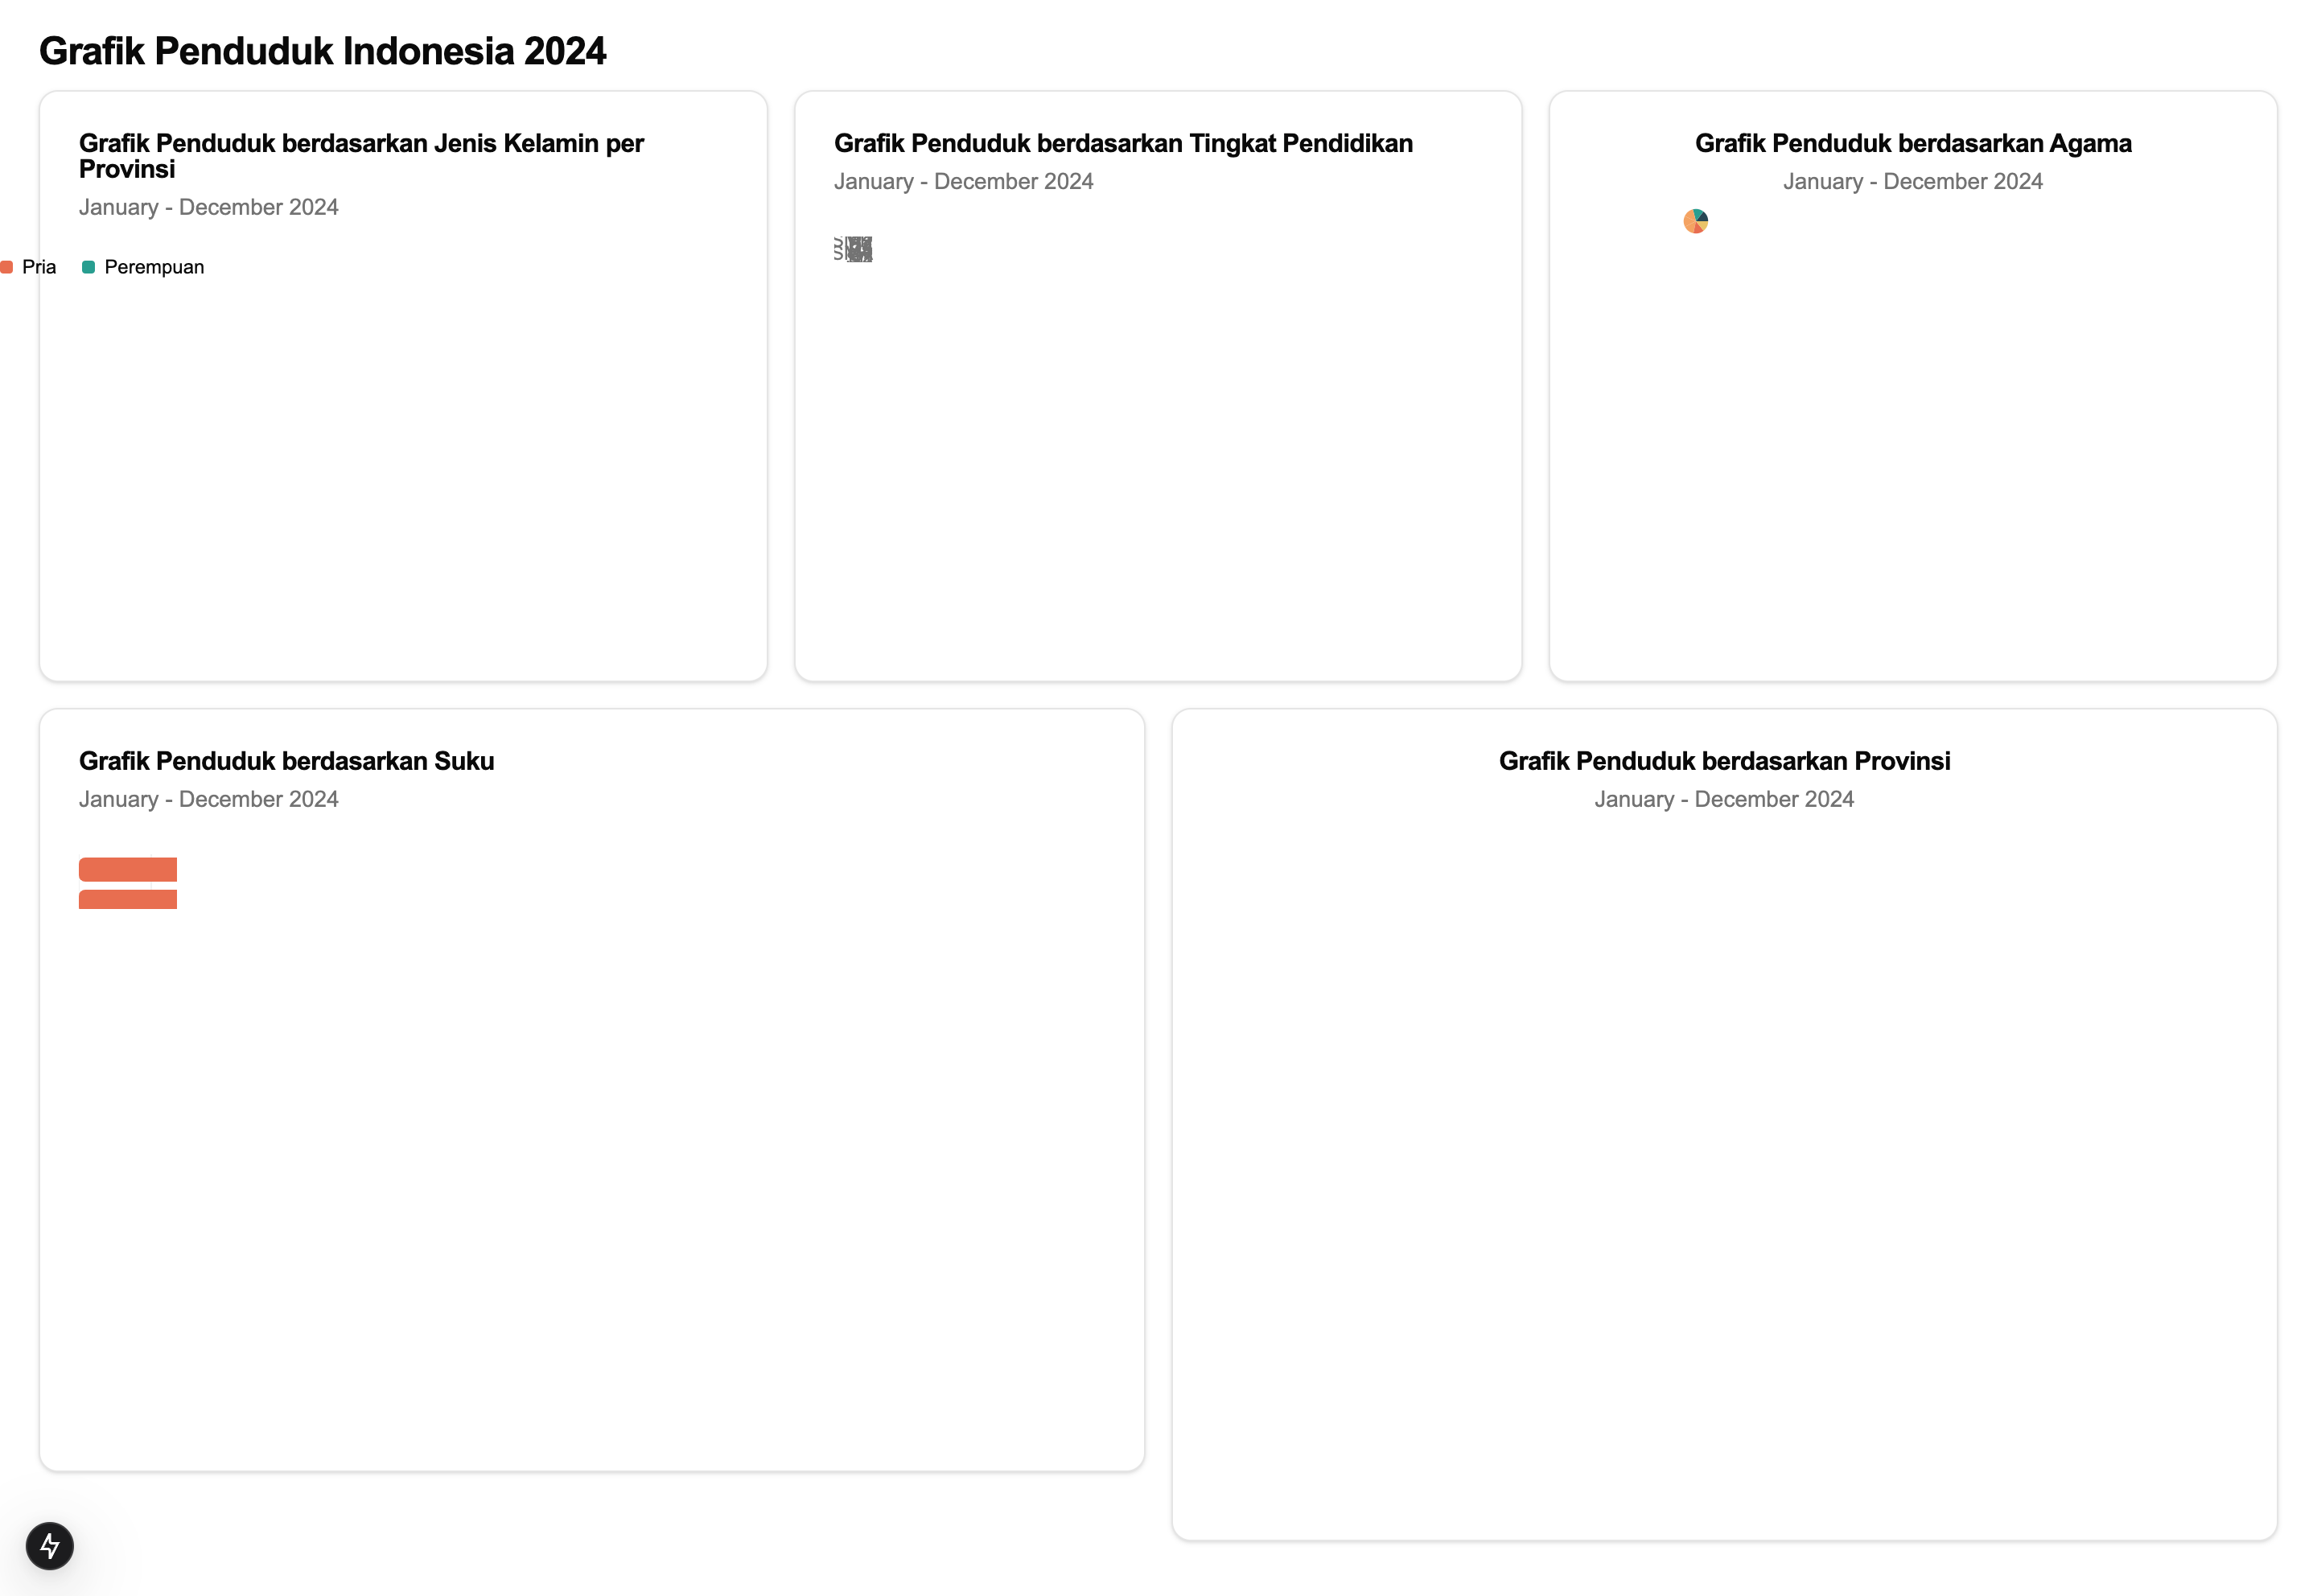 Grafik Penduduk Indonesia 2024
Grafik Penduduk berdasarkan Jenis Kelamin per
Provinsi
January - December 2024
Pria
Perempuan
Grafik Penduduk berdasarkan Tingkat Pendidikan
January - December 2024
Grafik Penduduk berdasarkan Agama
January - December 2024
Grafik Penduduk berdasarkan Suku
January - December 2024
Grafik Penduduk berdasarkan Provinsi
January - December 2024